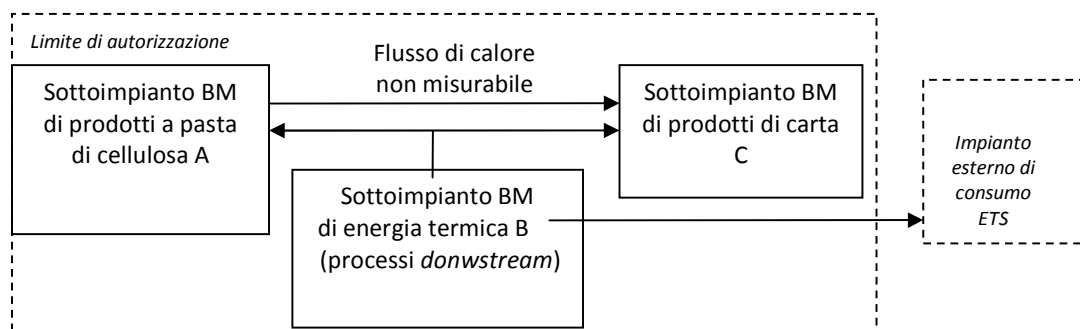 Limite di autorizzazione
Flusso di calore
non misurabile
Sottoimpianto BM
di prodotti a pasta
di cellulosa A
Sottoimpianto BM
di prodotti di carta
C
Sottoimpianto BM
di energia termica B
(processi donwstream)
Impianto
esterno di
consumo
ETS